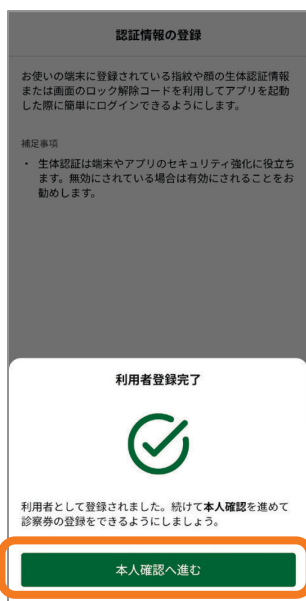 認証情報の登録
お使いの端末に登録されている指紋や顔の生体認証情報
または画面のロック解除コードを利用してアプリを起動
した際に簡単にログインできるようにします。
補足事項
・ 生体認証は端末やアプリのセキュリティ強化に役立ち
ます。無効にされている場合は有効にされることをお
勧めします。
利用者登録完了
利用者として登録されました。続けて本人確認を進めて
診察券の登録をできるようにしましょう。
本人確認へ進む